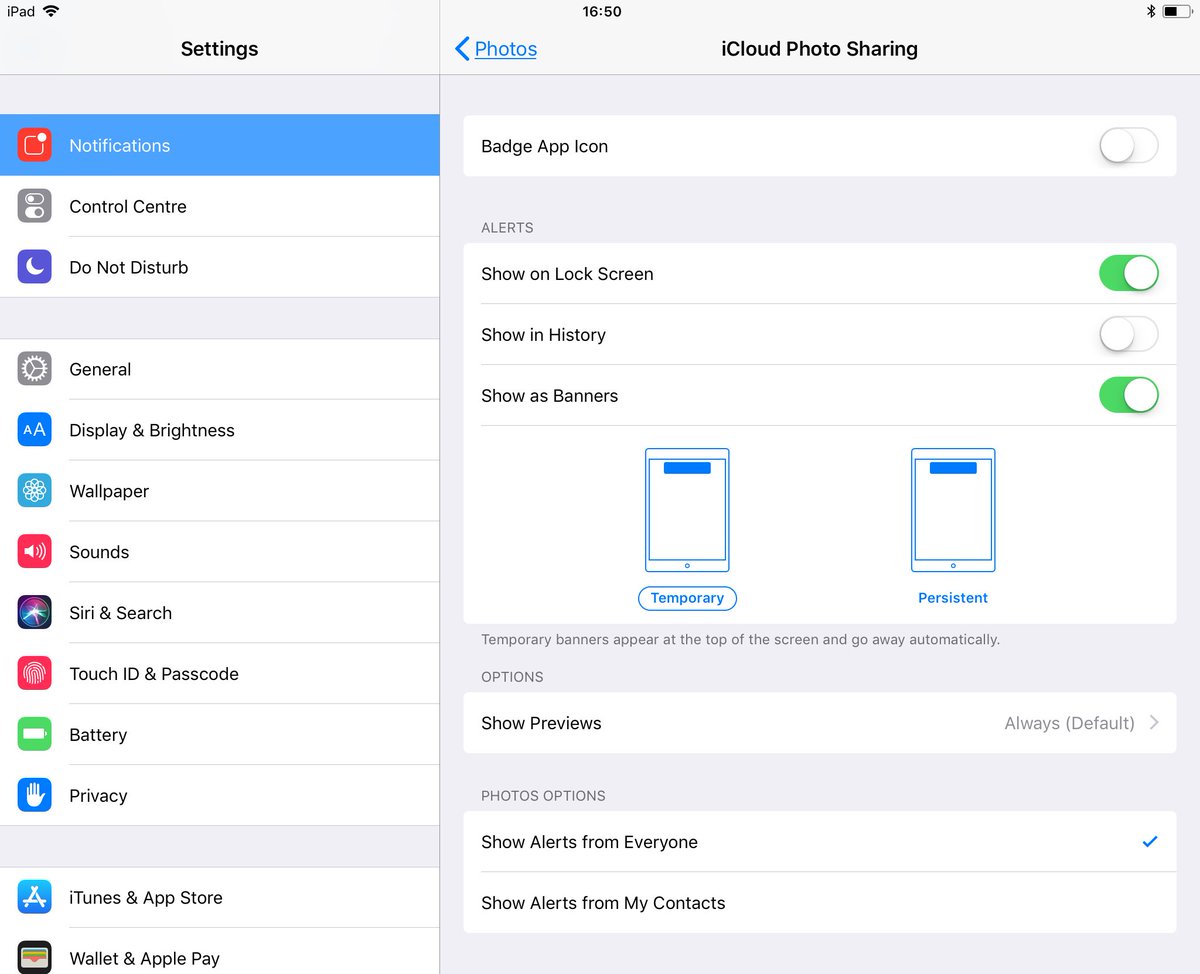 iPad
16:50
Settings
Photos
iCloud Photo Sharing
Notifications
Control Centre
Do Not Disturb
General
AA
Display & Brightness
Wallpaper
Sounds
Siri & Search
Touch ID & Passcode
Battery
Privacy
iTunes & App Store
Wallet & Apple Pay
Badge App Icon
ALERTS
Show on Lock Screen
Show in History
Show as Banners
Temporary
Persistent
Temporary banners appear at the top of the screen and go away automatically.
OPTIONS
Show Previews
Always (Default)
PHOTOS OPTIONS
Show Alerts from Everyone
Show Alerts from My Contacts